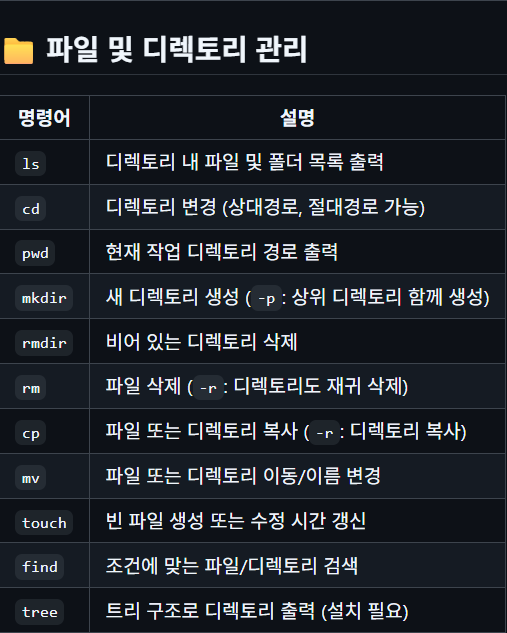 파일 및 디렉토리 관리
명령어 설명
ls 디렉토리 내 파일 및 폴더 목록 출력
cd 디렉토리 변경 (상대경로, 절대경로 가능)
pwd 현재 작업 디렉토리 경로 출력
mkdir 새 디렉토리 생성 (-p: 상위 디렉토리 함께 생성)
rmdir 비어 있는 디렉토리 삭제
rm 파일 삭제 (-r: 디렉토리도 재귀 삭제)
cp 파일 또는 디렉토리 복사 (-r: 디렉토리 복사)
mv 파일 또는 디렉토리 이동/이름 변경
touch 빈 파일 생성 또는 수정 시간 갱신
find 조건에 맞는 파일/디렉토리 검색
tree 트리 구조로 디렉토리 출력 (설치 필요)